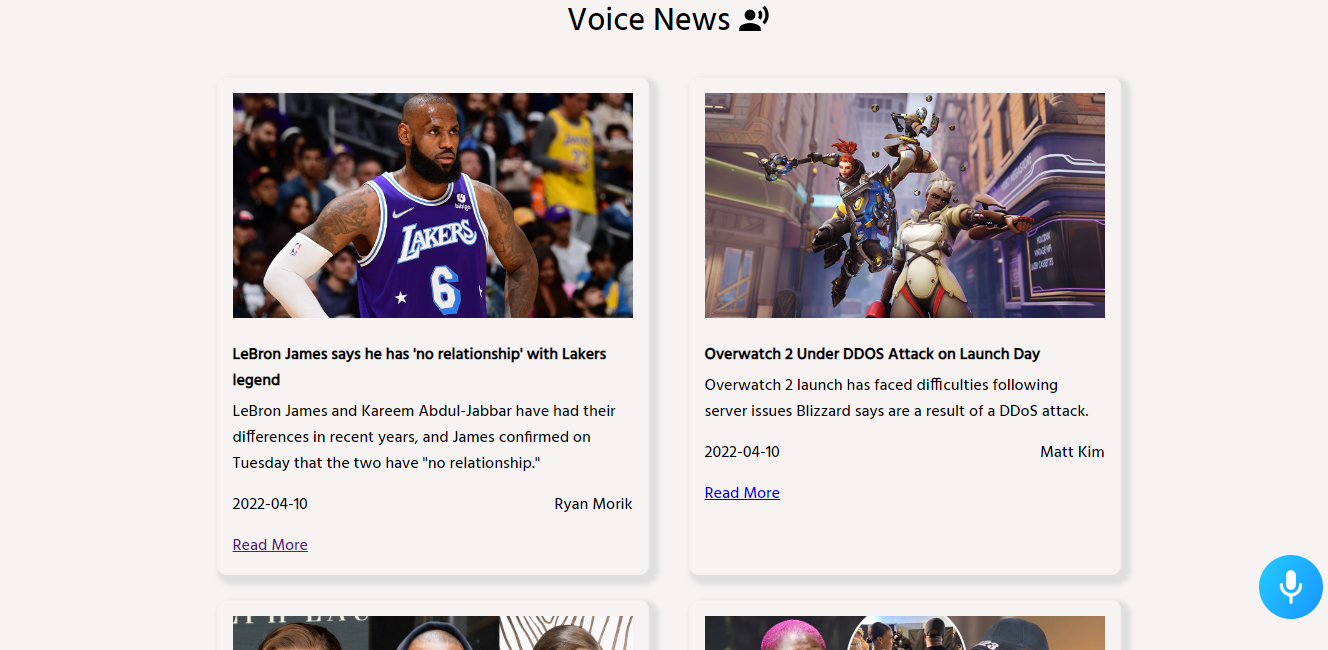 Voice News
bibigo
LAKERS
6
LeBron James says he has 'no relationship' with Lakers
legend
LeBron James and Kareem Abdul-Jabbar have had their
differences in recent years, and James confirmed on
Tuesday that the two have "no relationship."
2022-04-10
Ryan Morik
Read More
Overwatch 2 Under DDOS Attack on Launch Day
Overwatch 2 launch has faced difficulties following
server issues Blizzard says are a result of a DDoS attack.
2022-04-10
Matt Kim
Read More